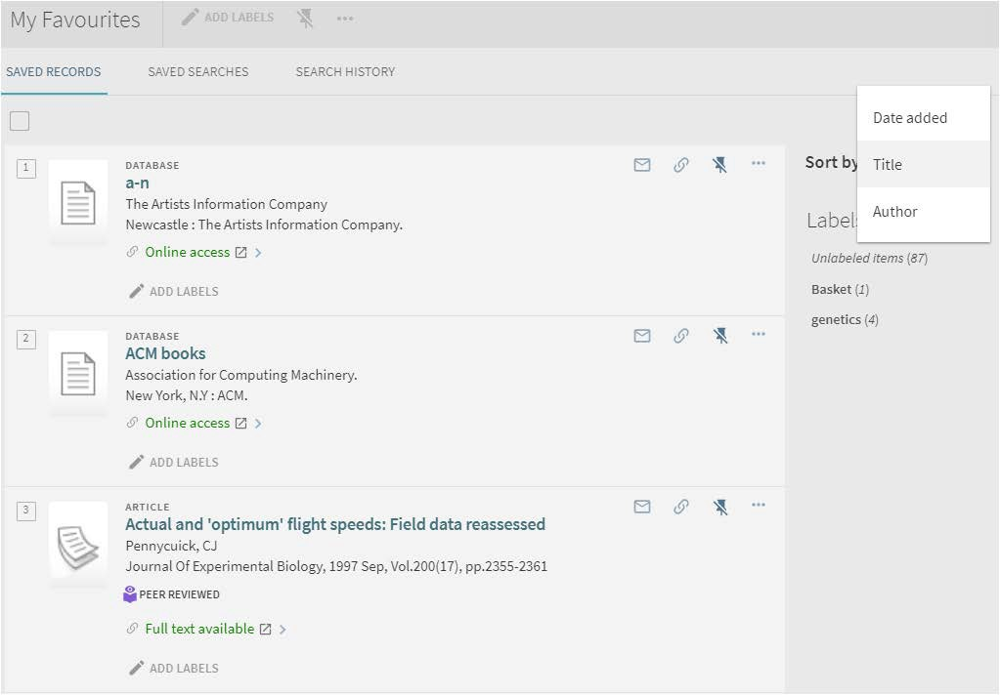 My Favourites
ADD LABELS
SAVED RECORDS
SAVED SEARCHES
SEARCH HISTORY
1
DATABASE
a-n
The Artists Information Company
Newcastle : The Artists Information Company.
Online access
ADD LABELS
2
DATABASE
ACM books
Association for Computing Machinery.
New York, N.Y : ACM.
Online access
ADD LABELS
3
ARTICLE
Actual and 'optimum' flight speeds: Field data reassessed
Pennycuick, CJ
Journal Of Experimental Biology, 1997 Sep, Vol.200(17), pp.2355-2361
PEER REVIEWED
Full text available
ADD LABELS
Sort by
Date added
Title
Author
Labels
Unlabeled items (87)
Basket (1)
genetics (4)